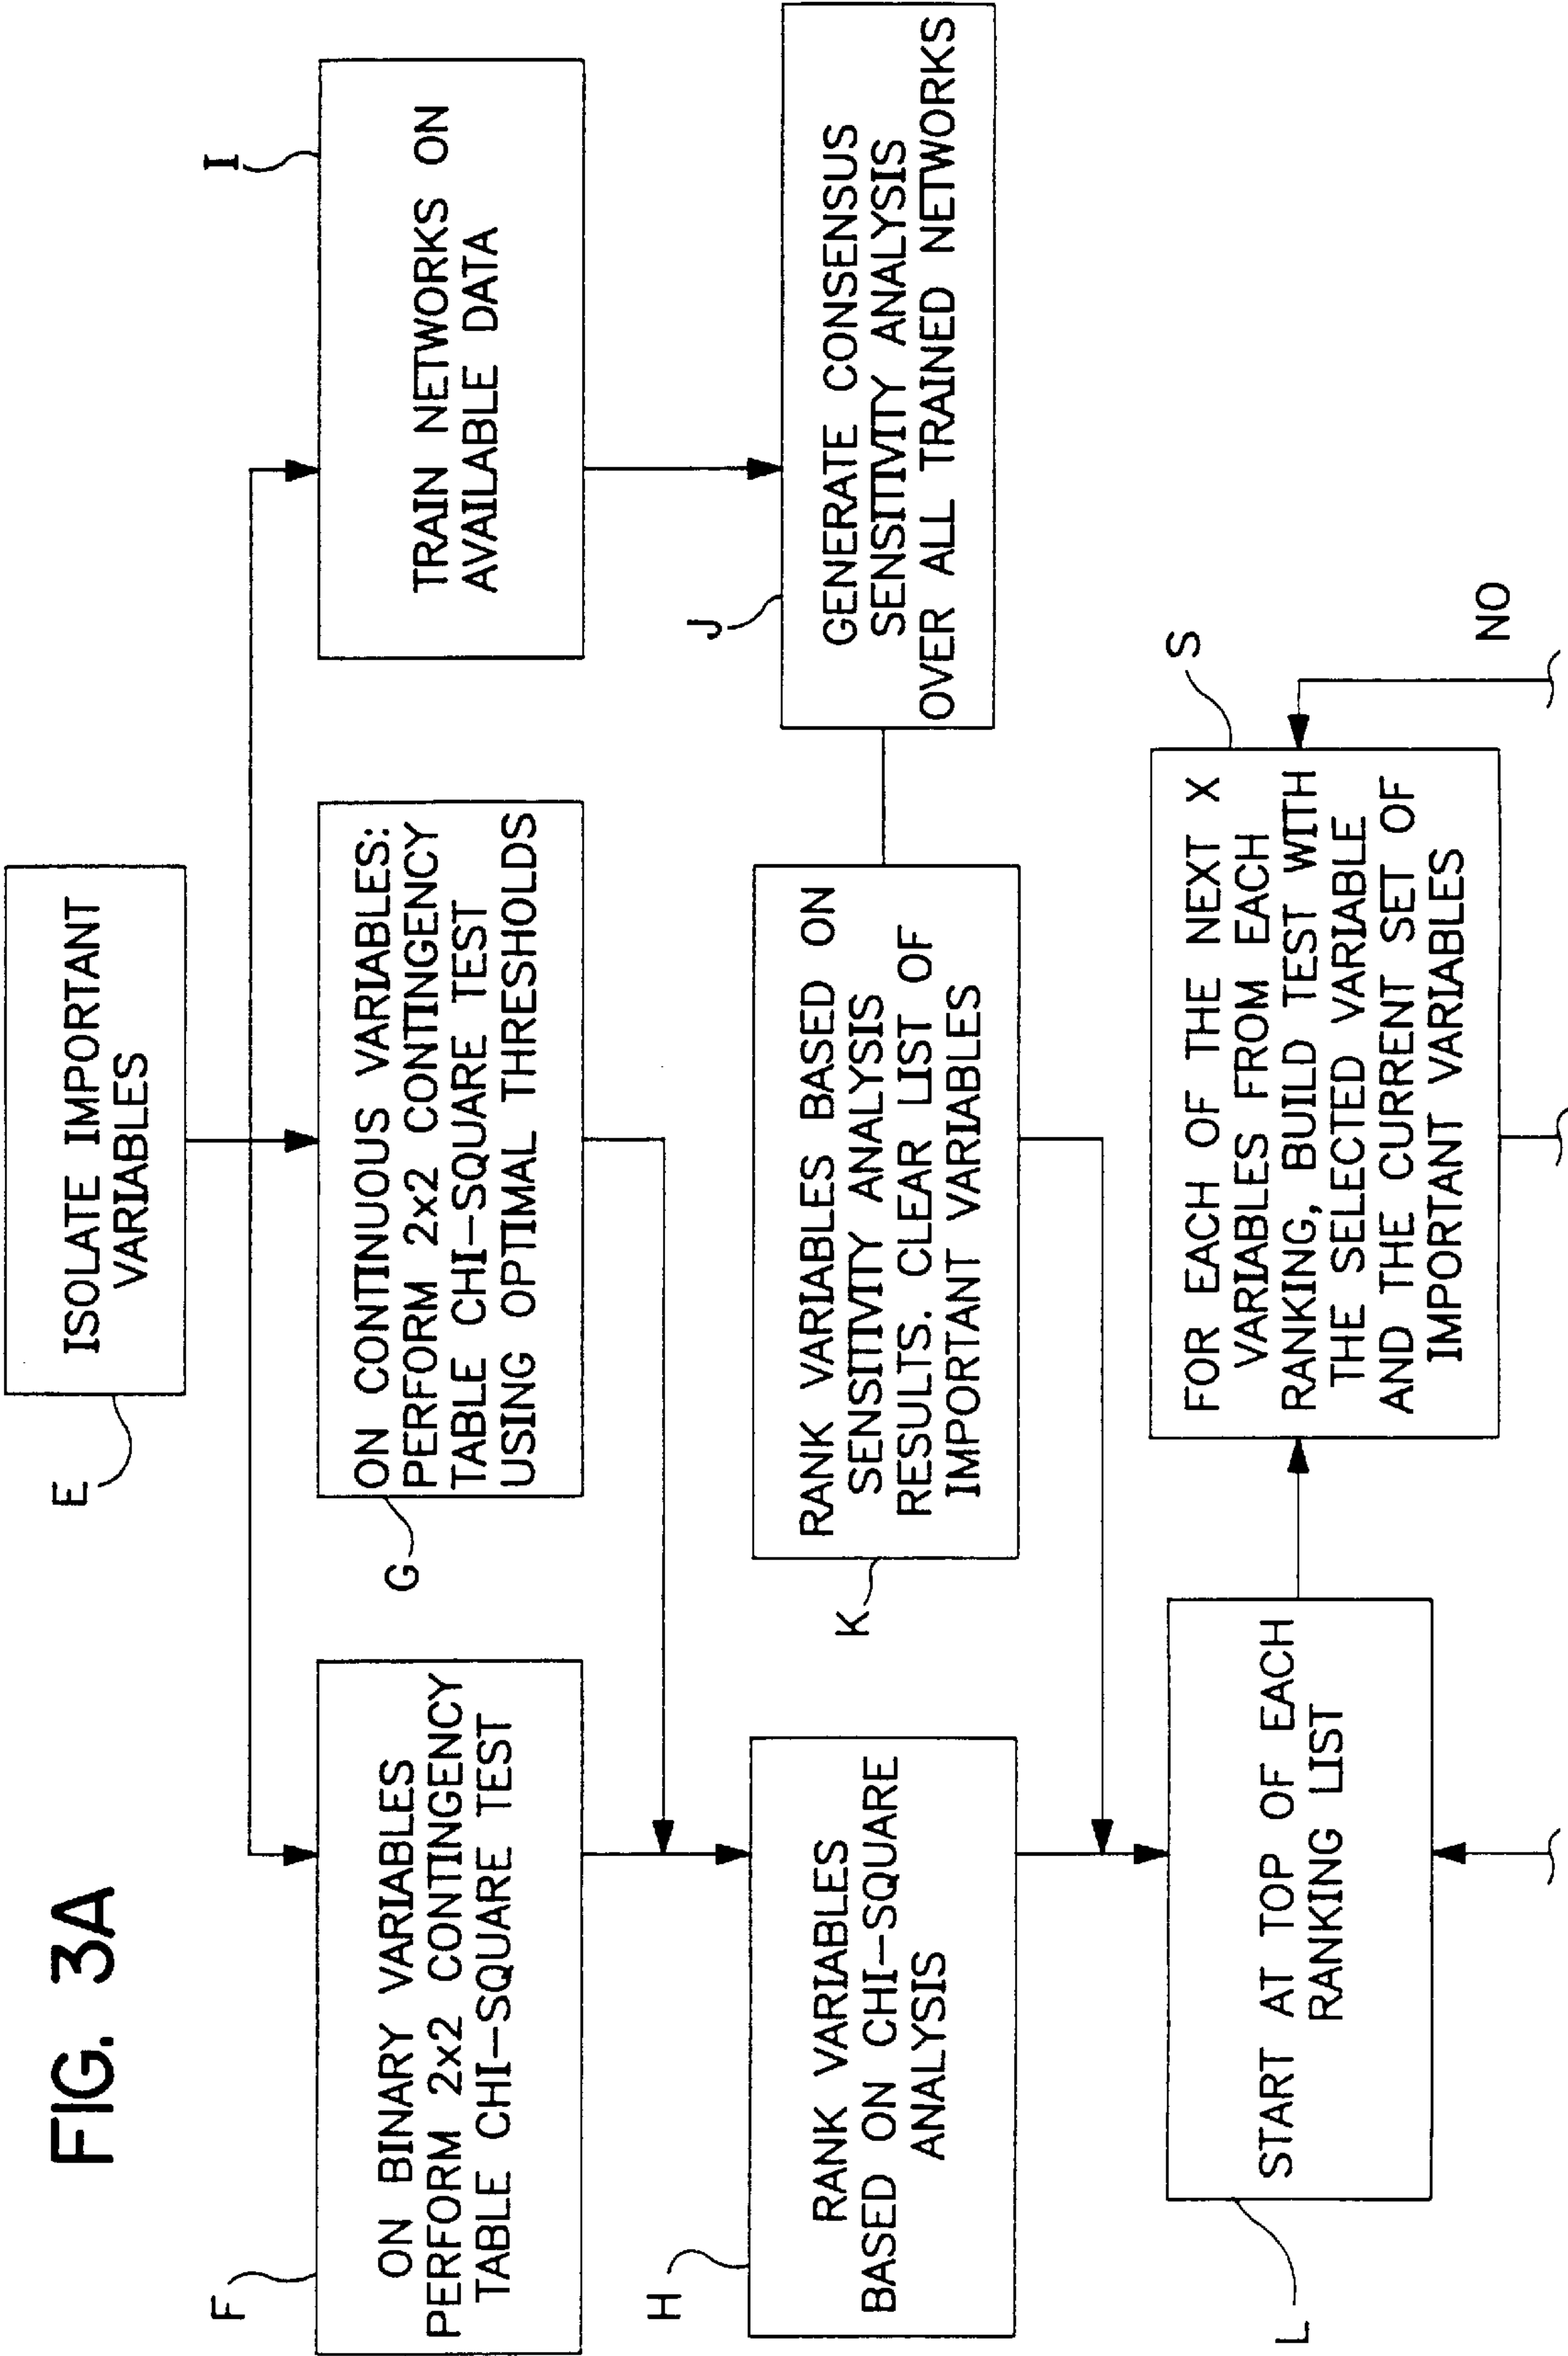 FIG. 3A
E
ISOLATE IMPORTANT
VARIABLES
F
ON BINARY VARIABLES
PERFORM 2x2 CONTINGENCY
TABLE CHI-SQUARE TEST
G
ON CONTINUOUS VARIABLES:
PERFORM 2x2 CONTINGENCY
TABLE CHI-SQUARE TEST
USING OPTIMAL THRESHOLDS
I
TRAIN NETWORKS ON
AVAILABLE DATA
H
RANK VARIABLES
BASED ON CHI-SQUARE
ANALYSIS
K
RANK VARIABLES BASED ON
SENSITIVITY ANALYSIS
RESULTS. CLEAR LIST OF
IMPORTANT VARIABLES
J
GENERATE CONSENSUS
SENSITIVITY ANALYSIS
OVER ALL TRAINED NETWORKS
L
START AT TOP OF EACH
RANKING LIST
S
FOR EACH OF THE NEXT X
VARIABLES FROM EACH
RANKING, BUILD TEST WITH
THE SELECTED VARIABLE
AND THE CURRENT SET OF
IMPORTANT VARIABLES
NO